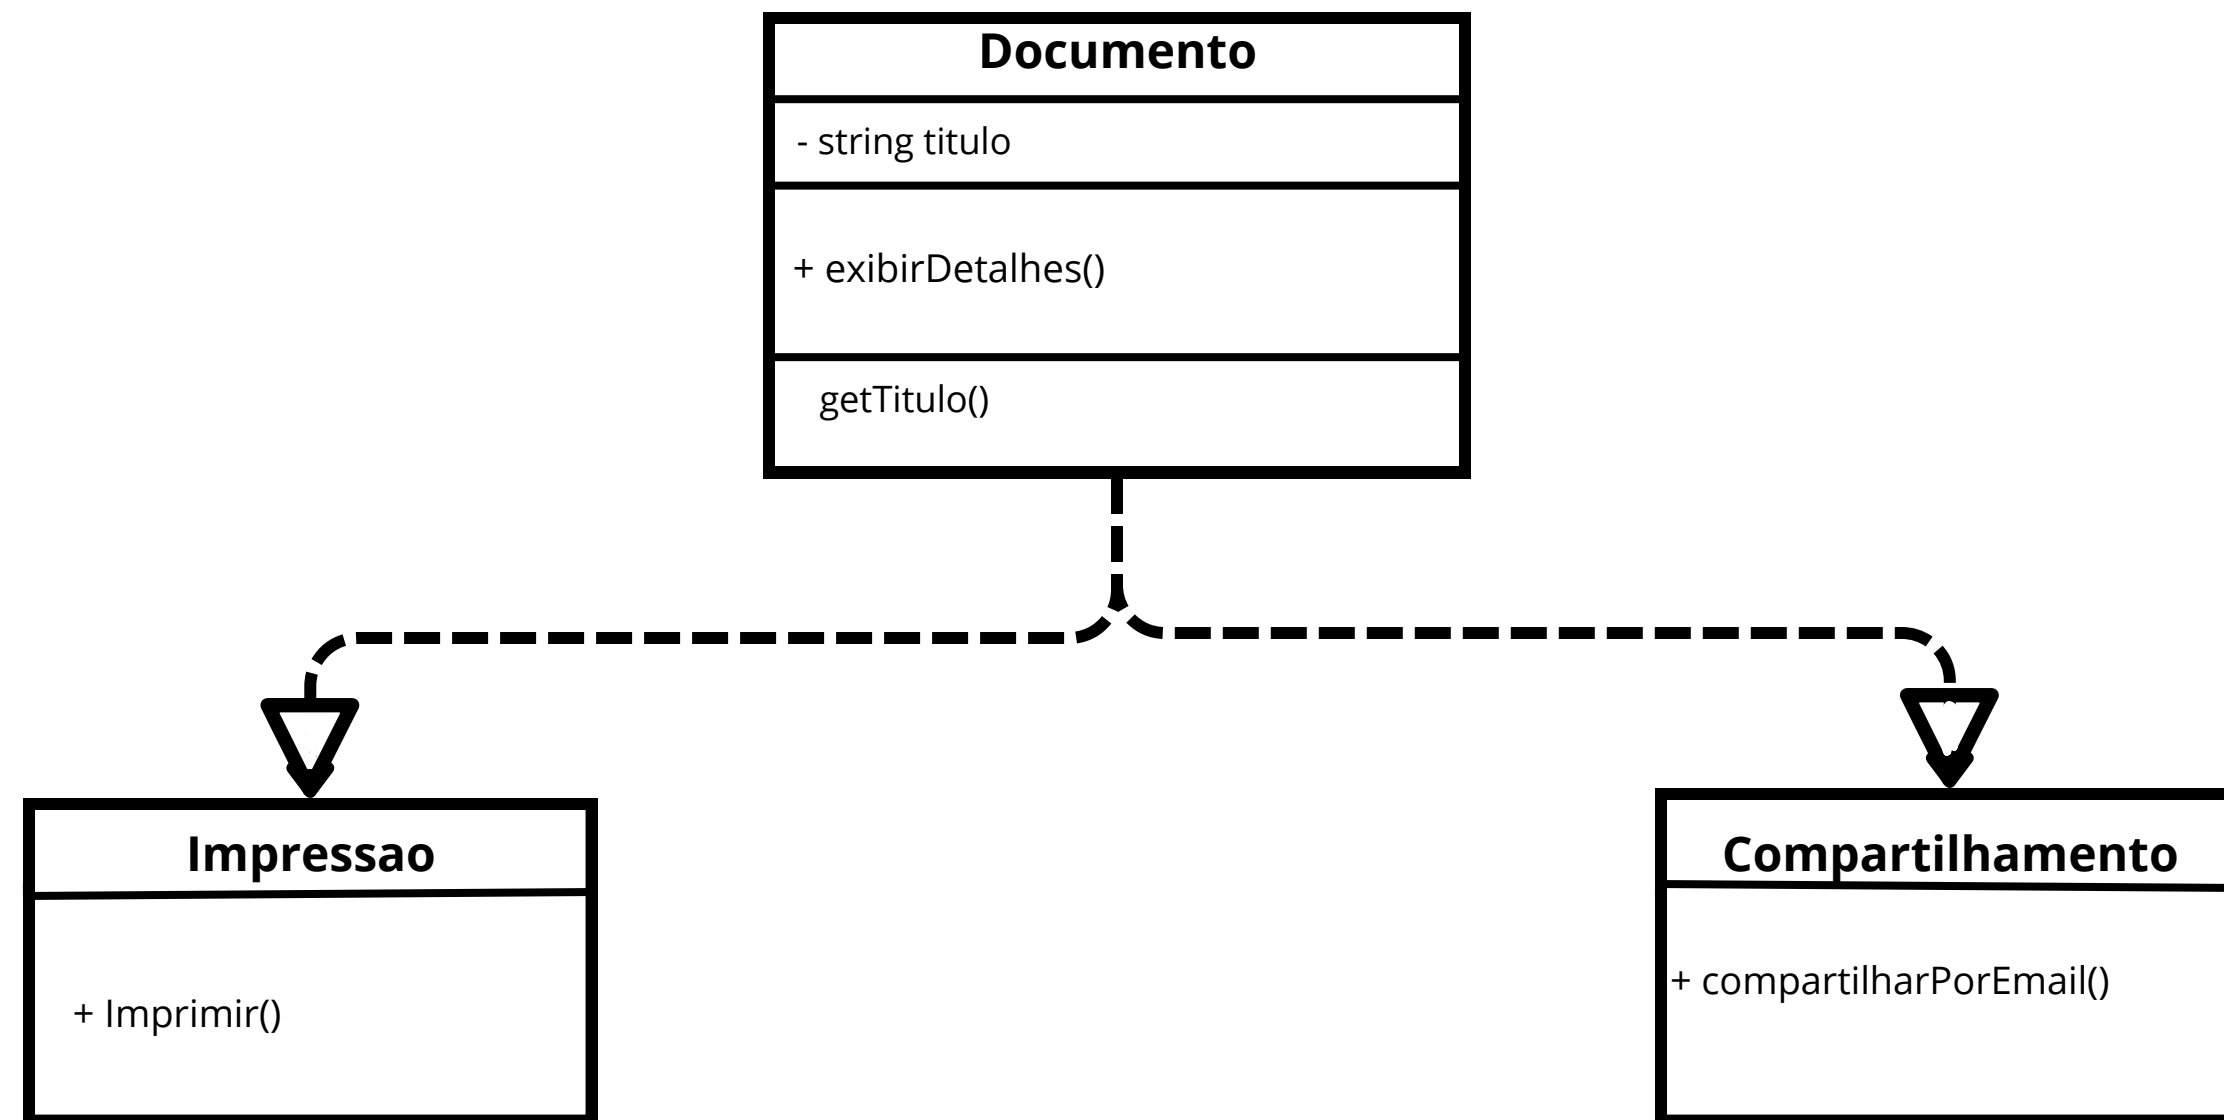 Documento
- string titulo
+ exibirDetalhes()
getTitulo()
Impressao
+ Imprimir()
Compartilhamento
+ compartilharPorEmail()